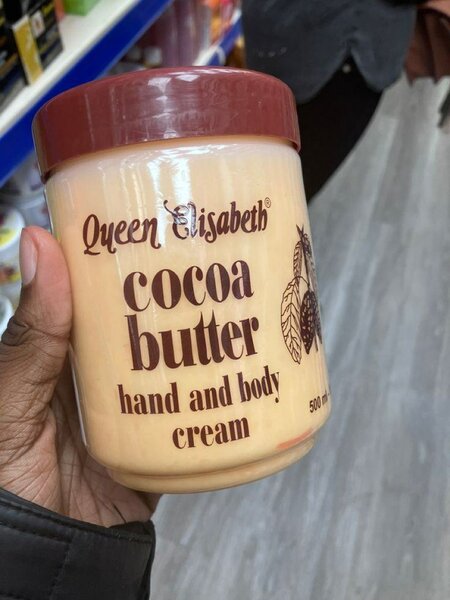 Queen Elisabeth®
cocoa
butter
hand and body
cream
500 ml